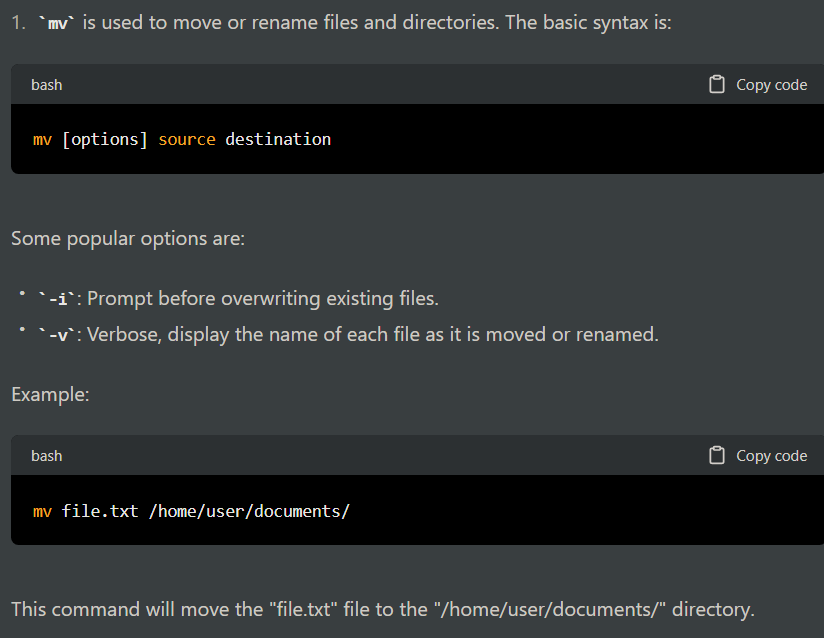 1. `mv` is used to move or rename files and directories. The basic syntax is:
bash Copy code
mv [options] source destination
Some popular options are:
• `-i`: Prompt before overwriting existing files.
• `-v`: Verbose, display the name of each file as it is moved or renamed.
Example:
bash Copy code
mv file.txt /home/user/documents/
This command will move the "file.txt" file to the "/home/user/documents/" directory.